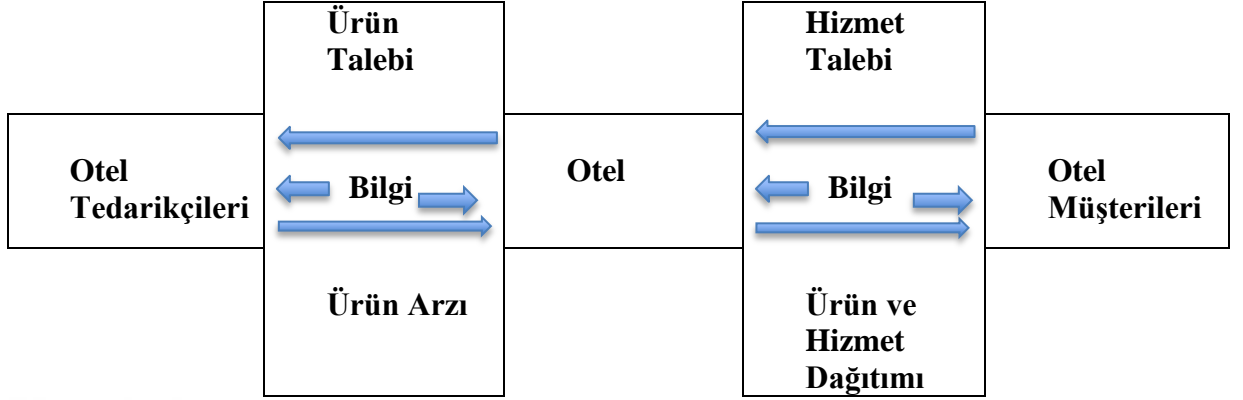 Ürün
Talebi
Hizmet
Talebi
Otel
Tedarikçileri
Bilgi
Otel
Bilgi
Otel
Müşterileri
Ürün Arzı
Ürün ve
Hizmet
Dağıtımı